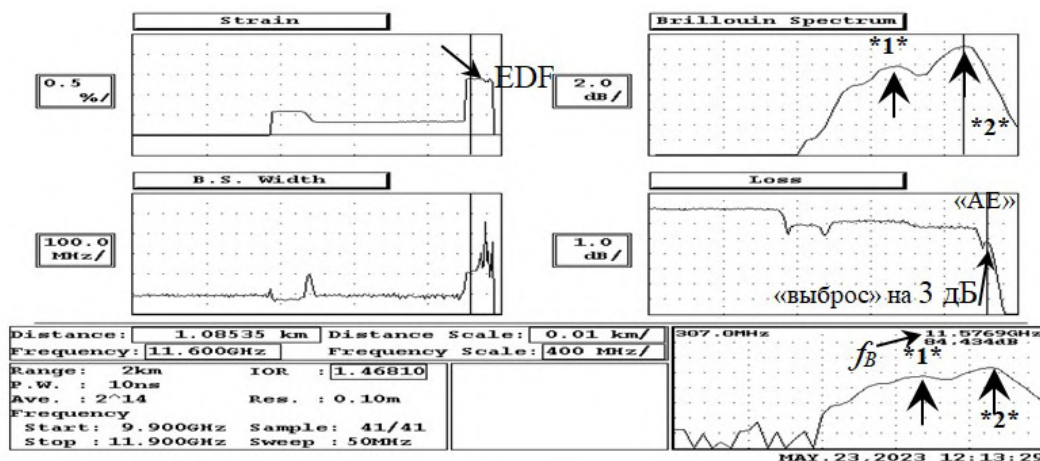 Strain
Brillouin Spectrum
0.5
%/
EDF
2.0
dB/
*1*
*2*
B.S. Width
Loss
100.0
MHz/
1.0
dB/
«AE»
«выброс» на 3 дБ
Distance: 1.08535 km Distance Scale: 0.01 km/
Frequency: 11.600GHz Frequency Scale: 400 MHz/
Range: 2km IOR : 1.46810
P.W. : 10ns
Ave. : 2^14 Res. : 0.10m
Frequency
Start: 9.900GHz Sample: 41/41
Stop : 11.900GHz Sweep : 50MHz
307.0MHz 11.5769GHz
84.434dB
fB
*1*
*2*
MAY.23,2023 12:13:29